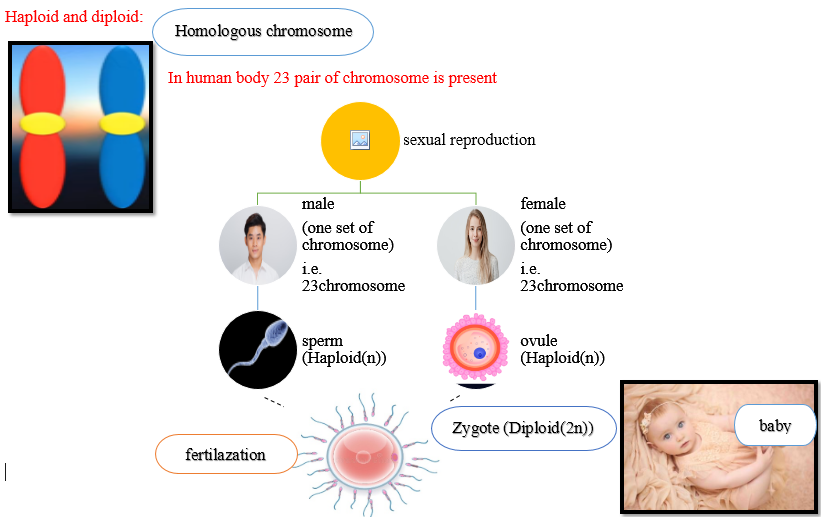 Haploid and diploid:
Homologous chromosome
In human body 23 pair of chromosome is present
sexual reproduction
male
(one set of
chromosome)
i.e.
23chromosome
female
(one set of
chromosome)
i.e.
23chromosome
sperm
(Haploid(n))
ovule
(Haploid(n))
Zygote (Diploid(2n))
baby
fertilazation